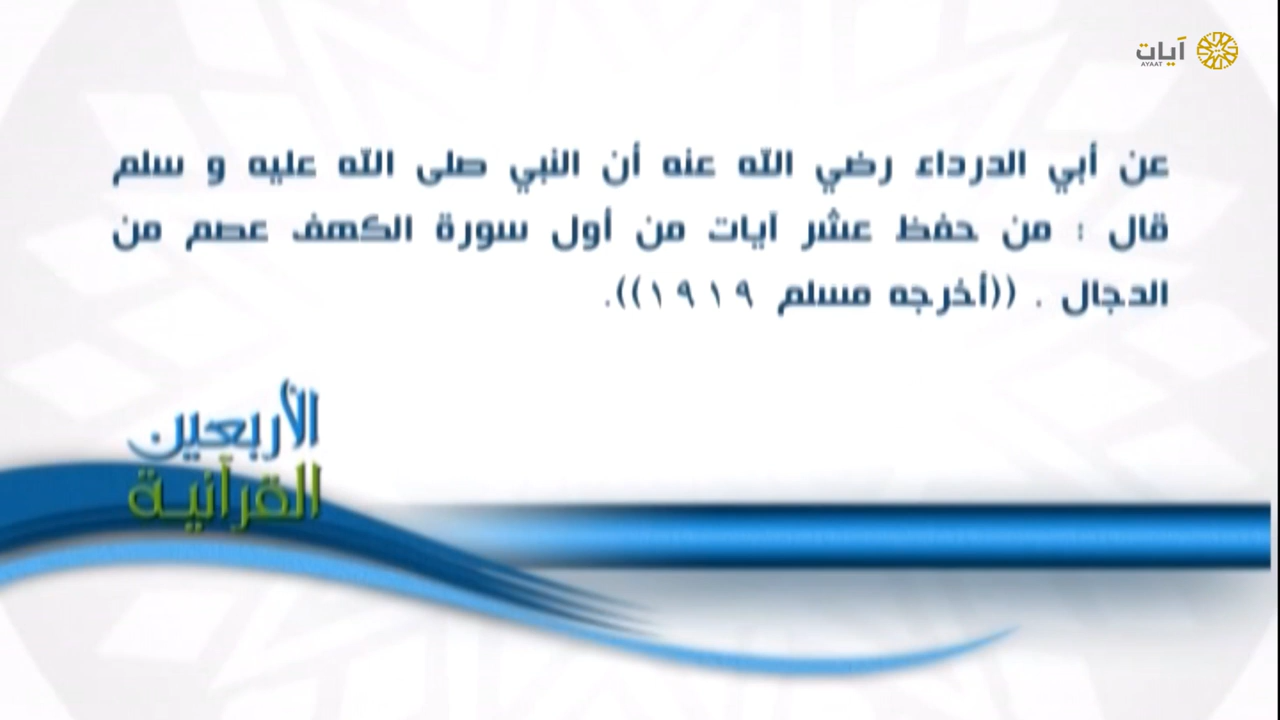 آيات
AYAAT
عن أبي الدرداء رضي الله عنه أن النبي صلى الله عليه و سلم
قال : من حفظ عشر آيات من أول سورة الكهف عصم من
الدجال . ((أخرجه مسلم ١٩١٩)).
الأربعين
القرآنية